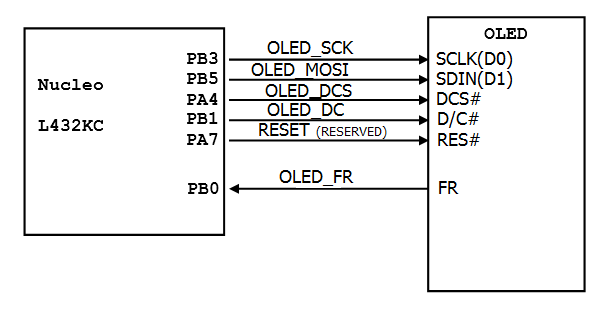 OLED
PB3 OLED_SCK SCLK(D0)
Nucleo PB5 OLED_MOSI SDIN(D1)
PA4 OLED_DCS DCS#
L432KC PB1 OLED_DC D/C#
PA7 RESET (RESERVED) RES#
PB0 OLED_FR FR